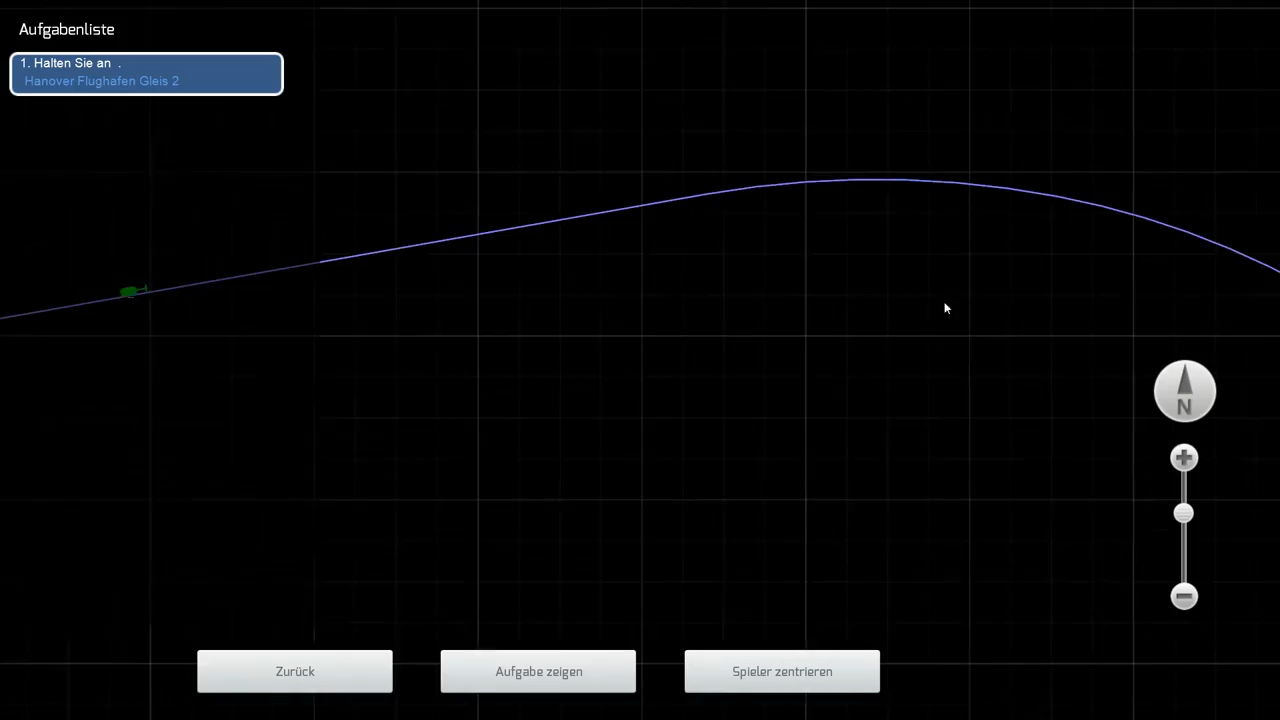 Aufgabenliste
1. Halten Sie an .
Hanover Flughafen Gleis 2
N
Zurück
Aufgabe zeigen
Spieler zentrieren